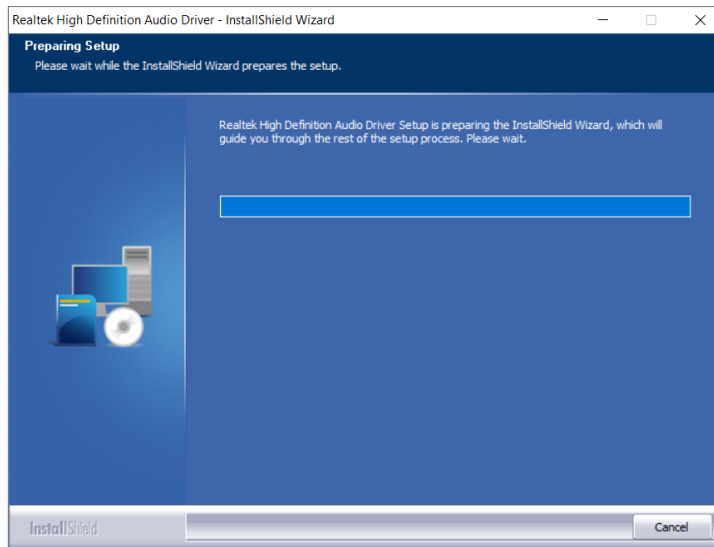 Realtek High Definition Audio Driver - InstallShield Wizard
Preparing Setup
Please wait while the InstallShield Wizard prepares the setup.
Realtek High Definition Audio Driver Setup is preparing the InstallShield Wizard, which will
guide you through the rest of the setup process. Please wait.
InstallShield
Cancel